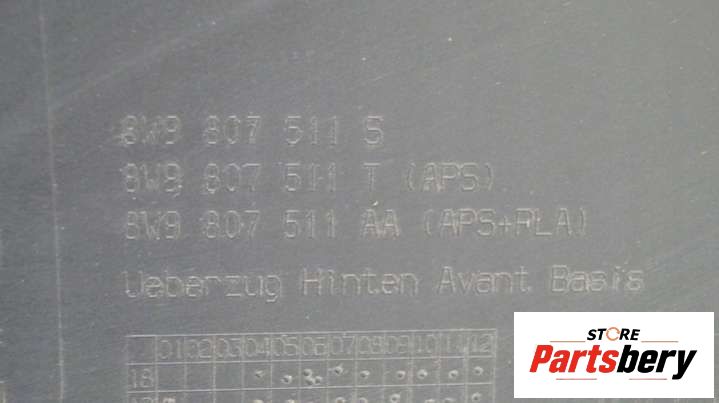 8W9 807 511 S
8W9 807 511 T (APS)
8W9 807 511 AA (APS+PLA)
Ueberzug Hinten Avant Basis
01 02 03 04 05 06 07 08 09 10 11 12
18
STORE
Partsbery